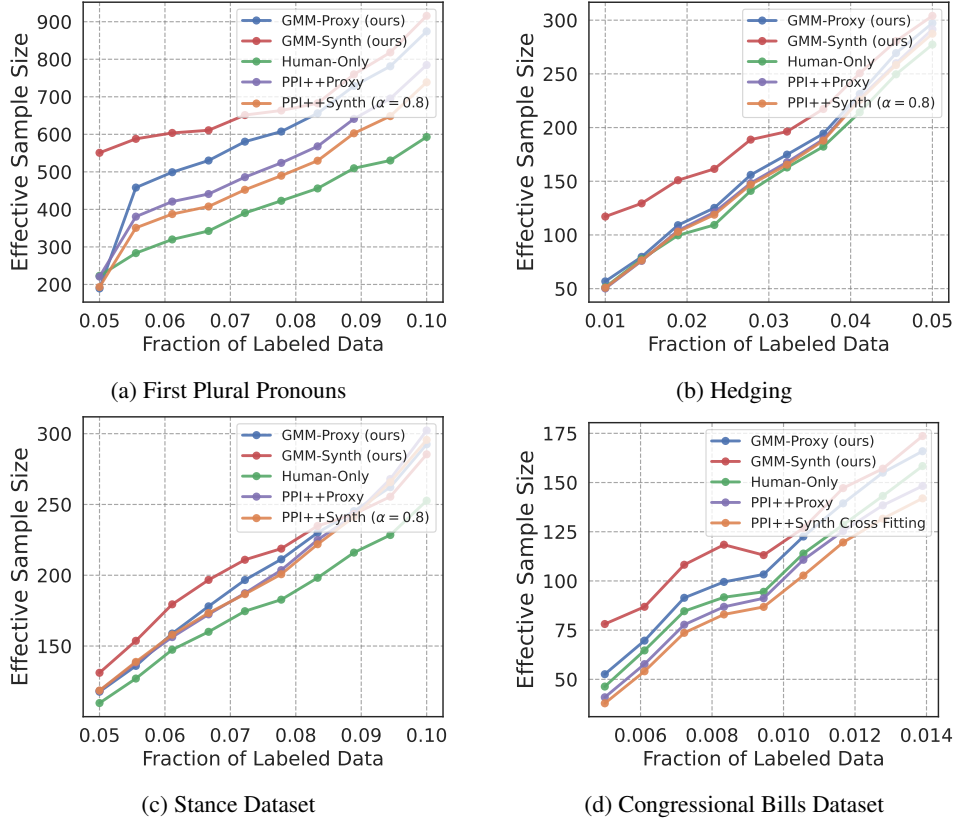 900
800
700
600
500
400
300
200
Effective Sample Size
GMM-Proxy (ours)
GMM-Synth (ours)
Human-Only
PPI++Proxy
PPI++Synth (α = 0.8)
0.05 0.06 0.07 0.08 0.09 0.10
Fraction of Labeled Data
(a) First Plural Pronouns
300
250
200
150
100
50
Effective Sample Size
GMM-Proxy (ours)
GMM-Synth (ours)
Human-Only
PPI++Proxy
PPI++Synth (α = 0.8)
0.01 0.02 0.03 0.04 0.05
Fraction of Labeled Data
(b) Hedging
300
250
200
150
Effective Sample Size
GMM-Proxy (ours)
GMM-Synth (ours)
Human-Only
PPI++Proxy
PPI++Synth (α = 0.8)
0.05 0.06 0.07 0.08 0.09 0.10
Fraction of Labeled Data
(c) Stance Dataset
175
150
125
100
75
50
Effective Sample Size
GMM-Proxy (ours)
GMM-Synth (ours)
Human-Only
PPI++Proxy
PPI++Synth Cross Fitting
0.006 0.008 0.010 0.012 0.014
Fraction of Labeled Data
(d) Congressional Bills Dataset